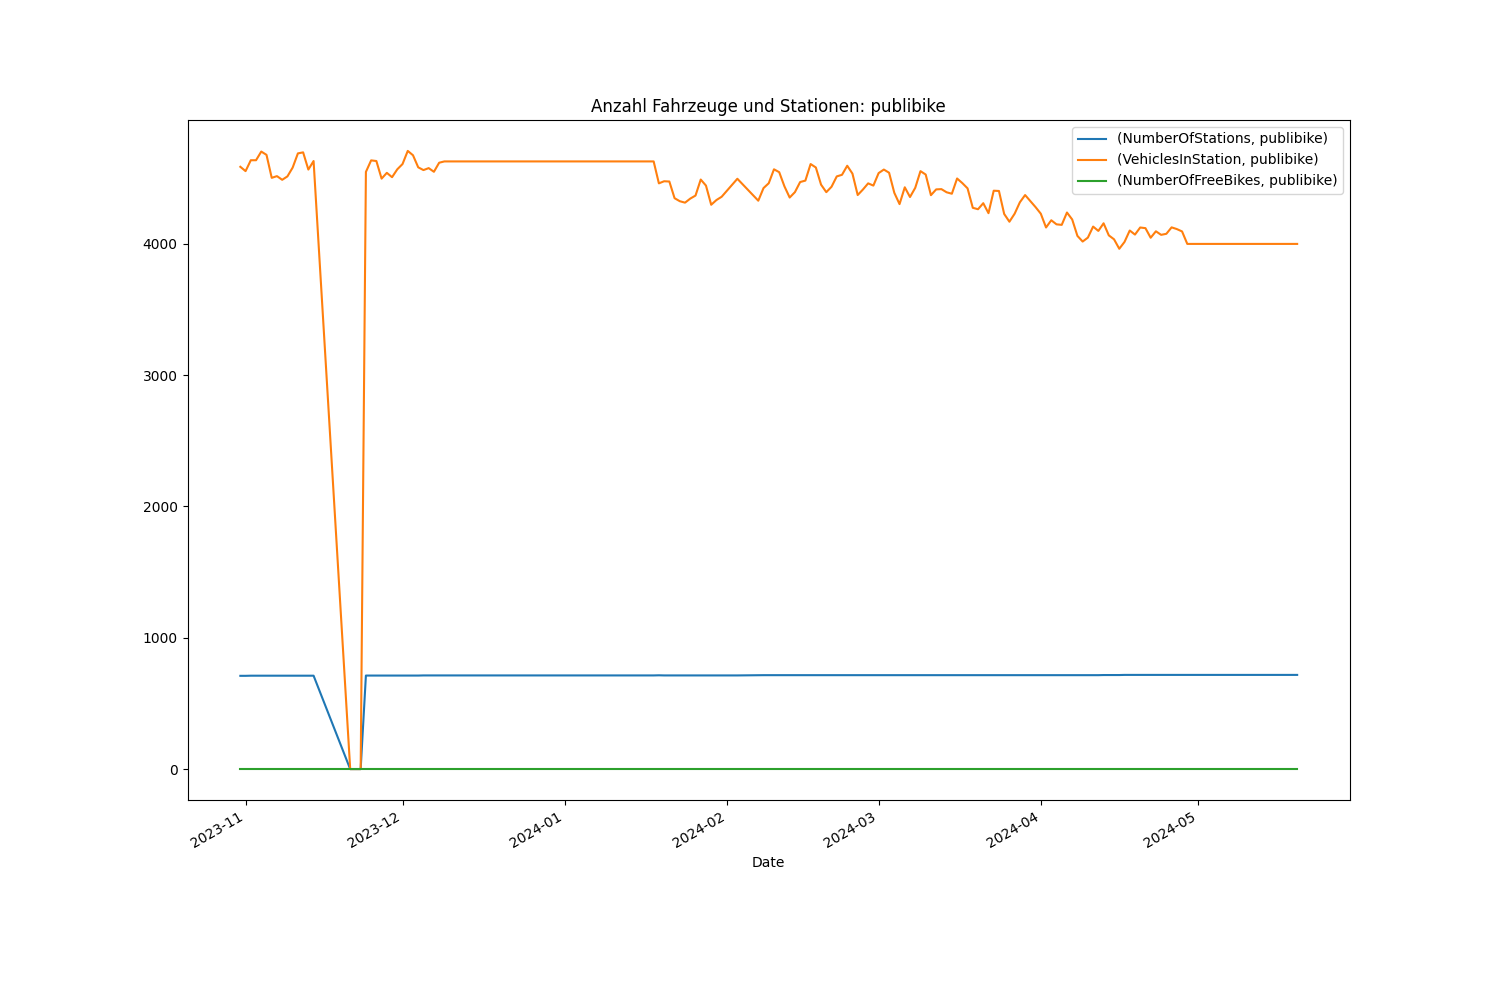 Anzahl Fahrzeuge und Stationen: publibike
(NumberOfStations, publibike)
(VehiclesInStation, publibike)
(NumberOfFreeBikes, publibike)
4000
3000
2000
1000
0
2023-11
2023-12
2024-01
2024-02
2024-03
2024-04
2024-05
Date